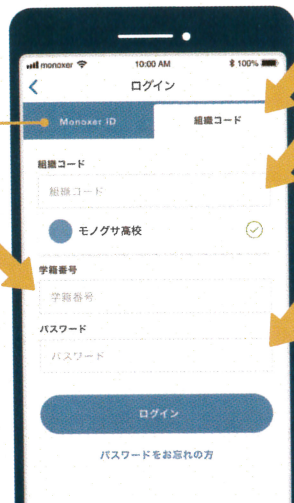 monoxer 10:00 AM 100%
ログイン
Monoxer ID 組織コード
組織コード
組織コード
モノグサ高校
学籍番号
学籍番号
パスワード
パスワード
ログイン
パスワードをお忘れの方